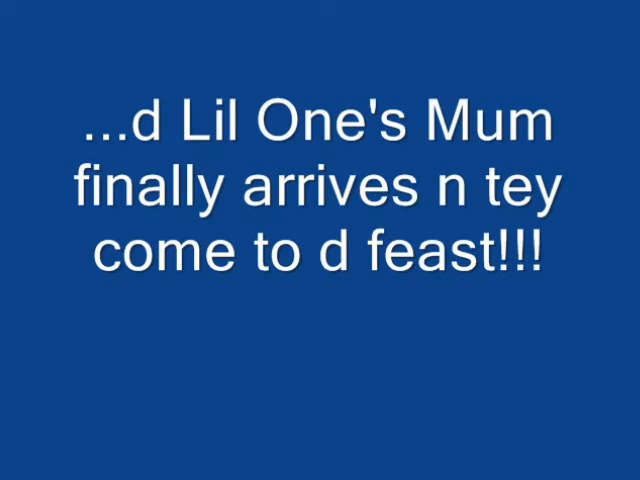 ...d Lil One's Mum
finally arrives n tey
come to d feast!!!